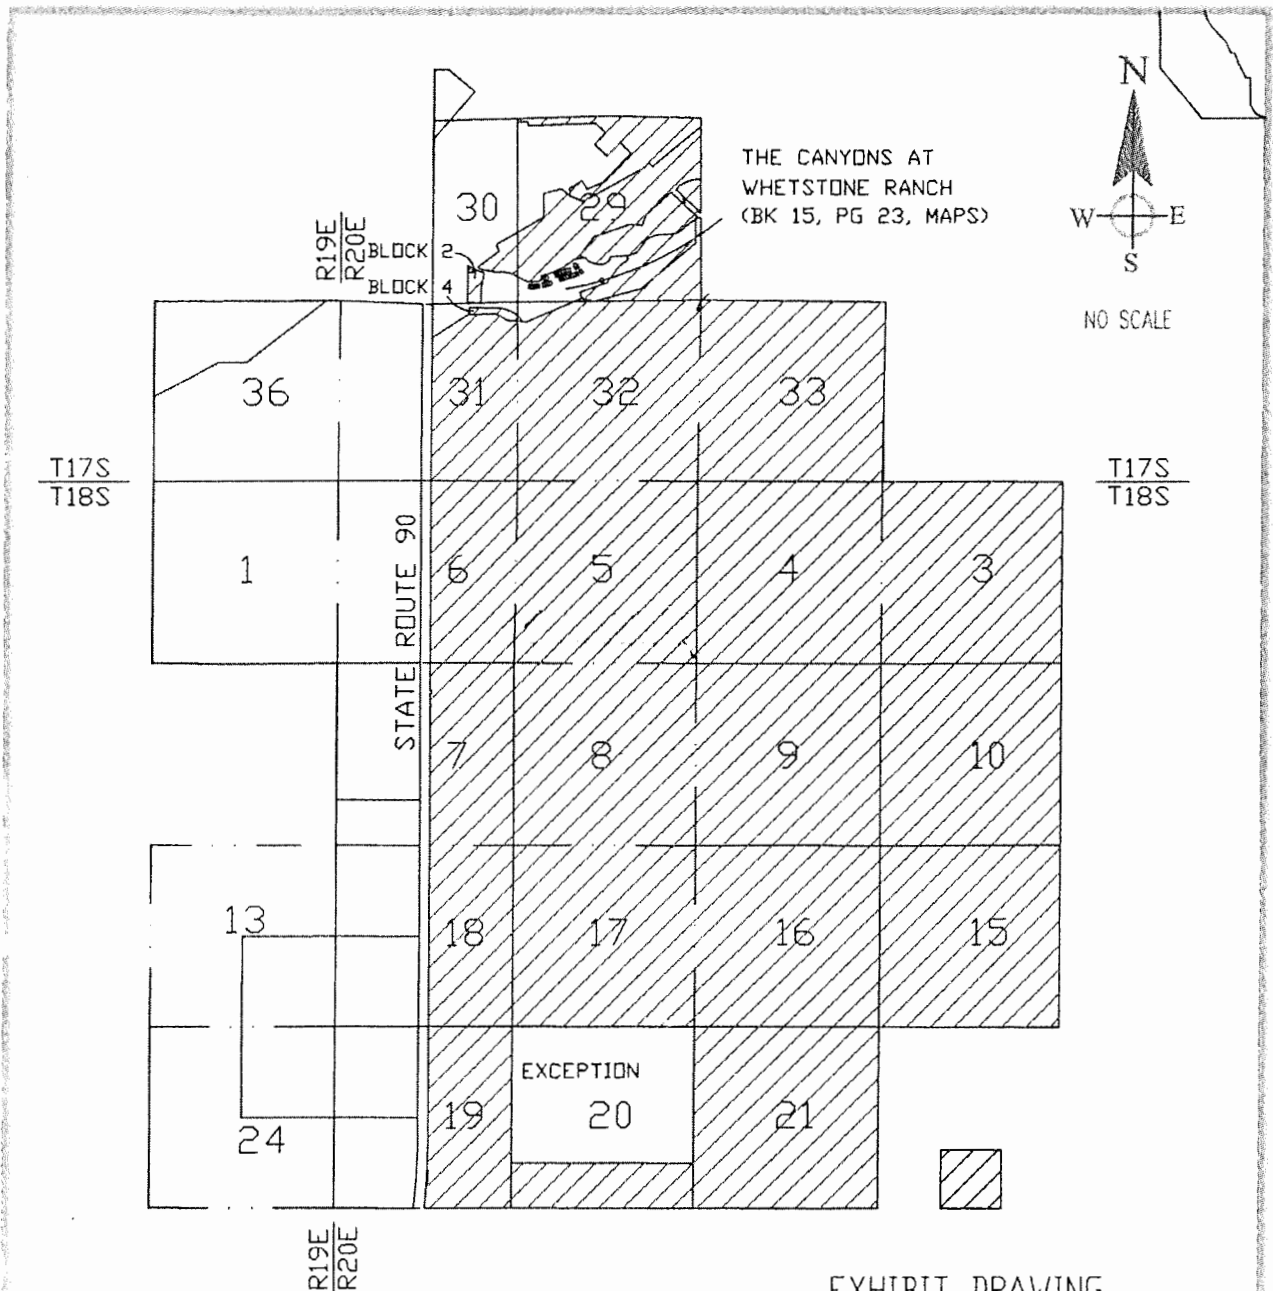 N
THE CANYONS AT
WHETSTONE RANCH
(BK 15, PG 23, MAPS)
W E
S
NO SCALE
30
29
R19E
R20E
BLOCK 2
BLOCK 4
36
31
32
33
T17S
T18S
T17S
T18S
1
STATE ROUTE 90
6
5
4
3
7
8
9
10
13
18
17
16
15
EXCEPTION
19
20
21
24
R19E
R20E
EXHIBIT DRAWING